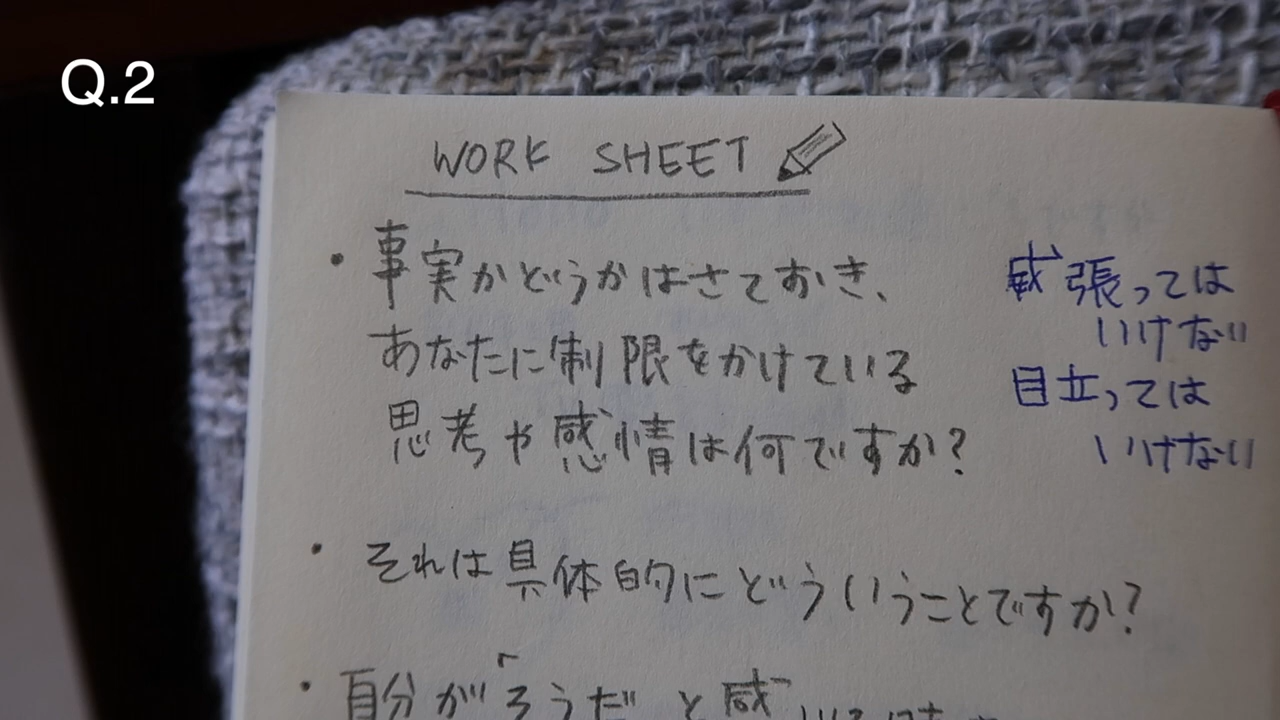 Q.2
WORK SHEET
・事実かどうかはさておき、
あなたに制限をかけている
思考や感情は何ですか?
威張っては
いけない
目立っては
いけない
・それは具体的にどういうことですか?
・自分が「そうだ と感